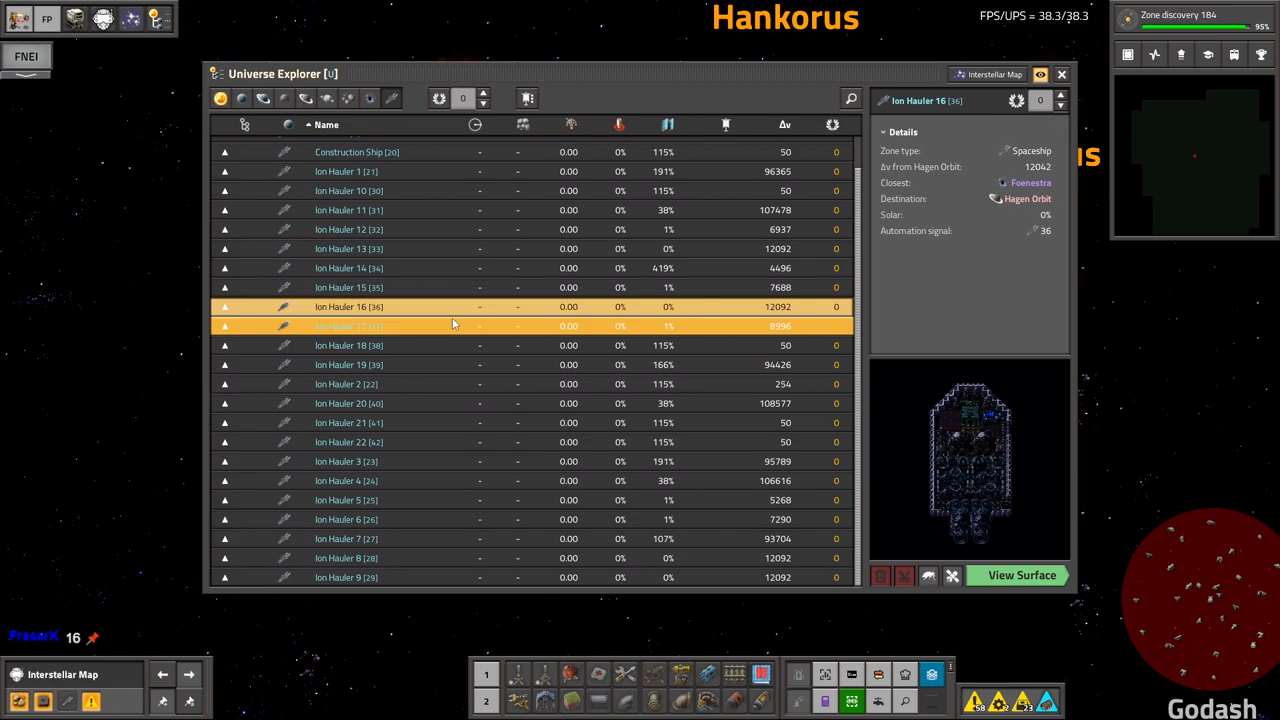 FP
Hankorus
FPS/UPS = 38.3/38.3
Zone discovery 184
95%
FNEI
Universe Explorer [U]
Interstellar Map
0
Ion Hauler 16 [36]
0
Name
Δv
Details
Construction Ship [20] - - 0.00 0% 115% 50 0
Ion Hauler 1 [21] - - 0.00 0% 191% 96365 0
Ion Hauler 10 [30] - - 0.00 0% 115% 50 0
Ion Hauler 11 [31] - - 0.00 0% 38% 107478 0
Ion Hauler 12 [32] - - 0.00 0% 1% 6937 0
Ion Hauler 13 [33] - - 0.00 0% 0% 12092 0
Ion Hauler 14 [34] - - 0.00 0% 419% 4496 0
Ion Hauler 15 [35] - - 0.00 0% 1% 7688 0
Ion Hauler 16 [36] - - 0.00 0% 0% 12092 0
Ion Hauler 17 [37] - - 0.00 0% 1% 8996 0
Ion Hauler 18 [38] - - 0.00 0% 115% 50 0
Ion Hauler 19 [39] - - 0.00 0% 166% 94426 0
Ion Hauler 2 [22] - - 0.00 0% 115% 254 0
Ion Hauler 20 [40] - - 0.00 0% 38% 108577 0
Ion Hauler 21 [41] - - 0.00 0% 115% 50 0
Ion Hauler 22 [42] - - 0.00 0% 115% 50 0
Ion Hauler 3 [23] - - 0.00 0% 191% 95789 0
Ion Hauler 4 [24] - - 0.00 0% 38% 106616 0
Ion Hauler 5 [25] - - 0.00 0% 1% 5268 0
Ion Hauler 6 [26] - - 0.00 0% 1% 7290 0
Ion Hauler 7 [27] - - 0.00 0% 107% 93704 0
Ion Hauler 8 [28] - - 0.00 0% 0% 12092 0
Ion Hauler 9 [29] - - 0.00 0% 0% 12092 0
Zone type: Spaceship
Δv from Hagen Orbit: 12042
Closest: Foenestra
Destination: Hagen Orbit
Solar: 0%
Automation signal: 36
us
View Surface
FraserK 16
Interstellar Map
1
2
Godash